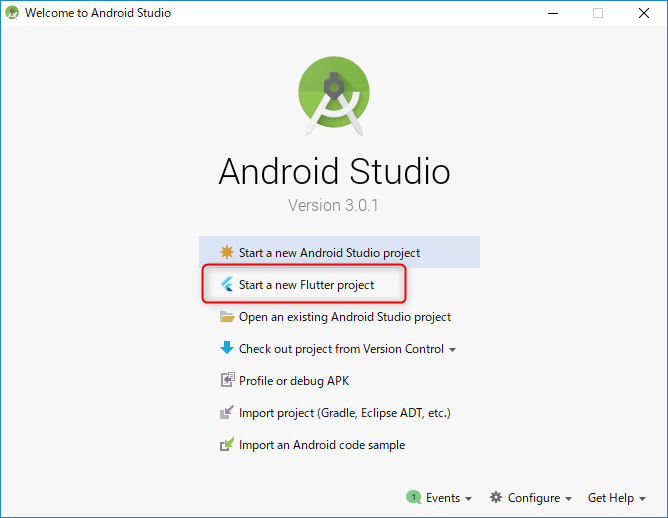 Welcome to Android Studio
Android Studio
Version 3.0.1
Start a new Android Studio project
Start a new Flutter project
Open an existing Android Studio project
Check out project from Version Control
Profile or debug APK
Import project (Gradle, Eclipse ADT, etc.)
Import an Android code sample
1 Events Configure Get Help